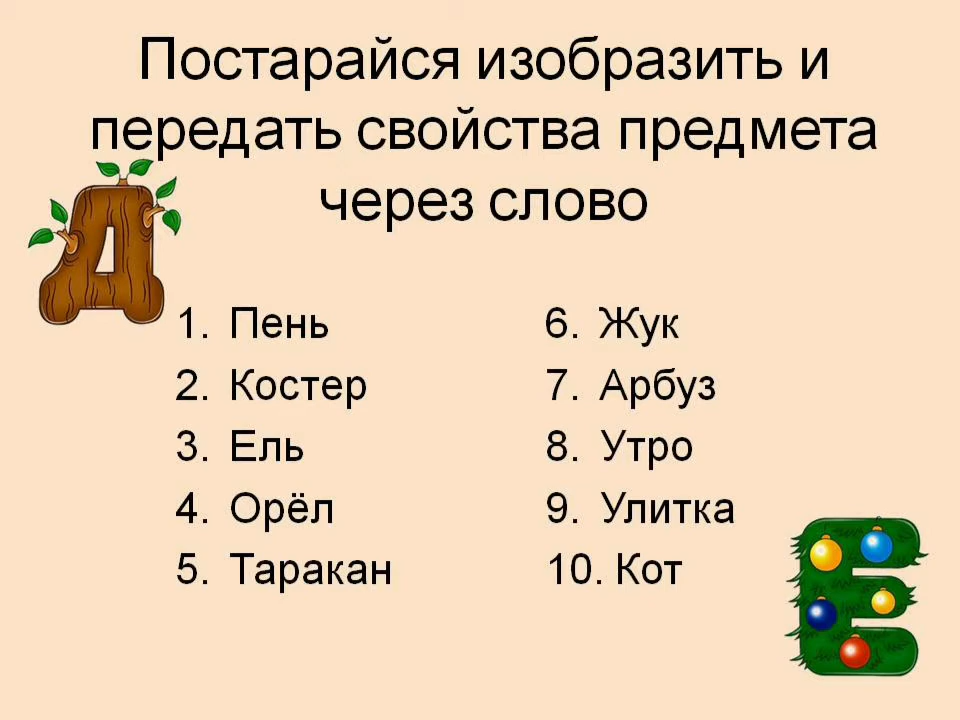 Постарайся изобразить и
передать свойства предмета
через слово
Д
1. Пень
2. Костер
3. Ель
4. Орёл
5. Таракан
6. Жук
7. Арбуз
8. Утро
9. Улитка
10. Кот
Е